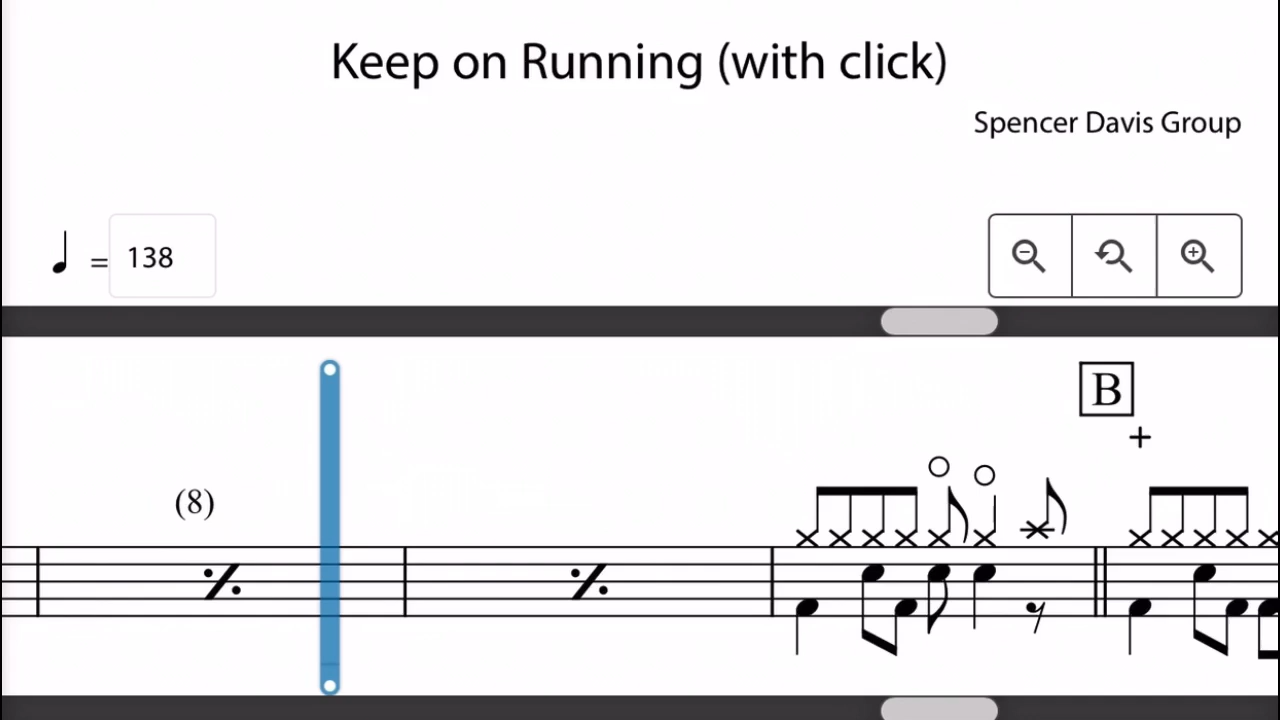 Keep on Running (with click)
Spencer Davis Group
= 138
B
+
(8)